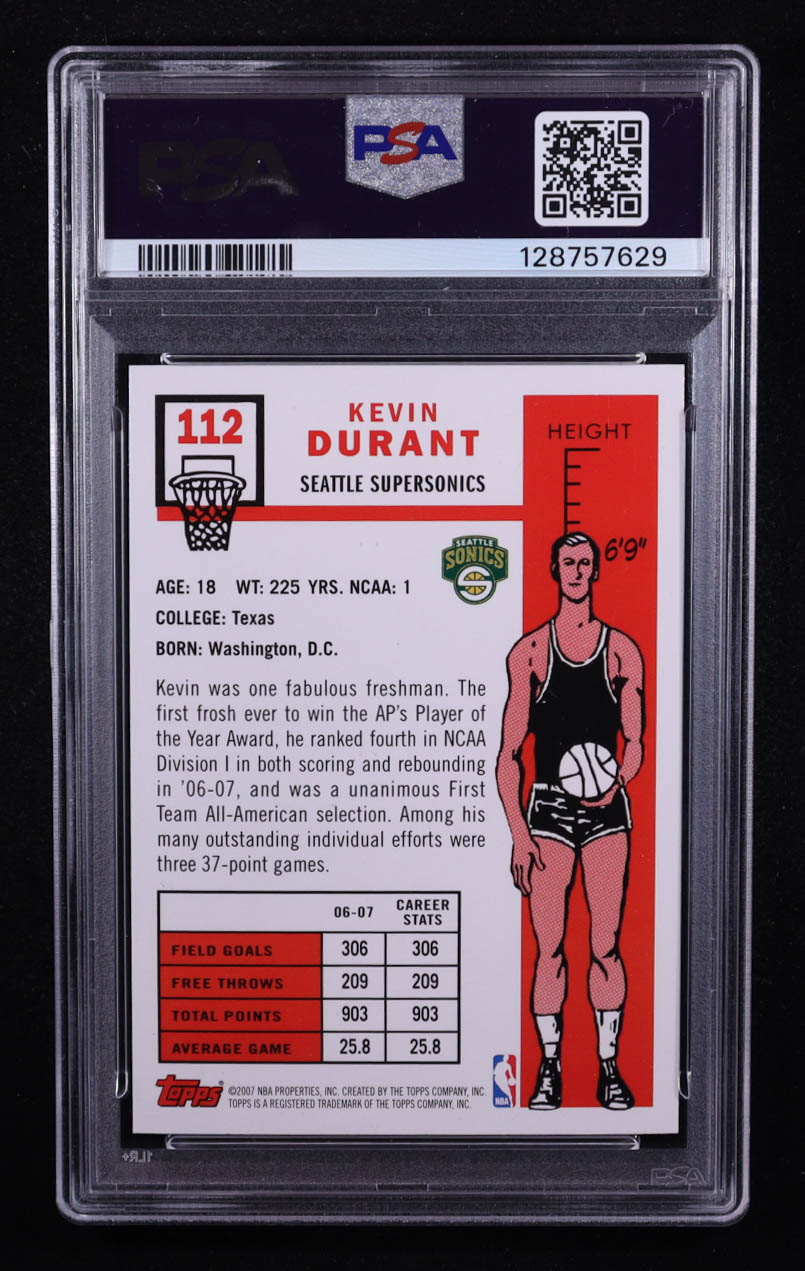 PSA
PSA
128757629
112
KEVIN
DURANT
SEATTLE SUPERSONICS
HEIGHT
6'9"
SEATTLE
SONICS
AGE: 18 WT: 225 YRS. NCAA: 1
COLLEGE: Texas
BORN: Washington, D.C.
Kevin was one fabulous freshman. The
first frosh ever to win the AP's Player of
the Year Award, he ranked fourth in NCAA
Division I in both scoring and rebounding
in '06-07, and was a unanimous First
Team All-American selection. Among his
many outstanding individual efforts were
three 37-point games.
06-07 CAREER STATS
FIELD GOALS 306 306
FREE THROWS 209 209
TOTAL POINTS 903 903
AVERAGE GAME 25.8 25.8
topps
©2007 NBA PROPERTIES, INC. CREATED BY THE TOPPS COMPANY, INC.
TOPPS IS A REGISTERED TRADEMARK OF THE TOPPS COMPANY, INC.
NBA
1LR+
PSA